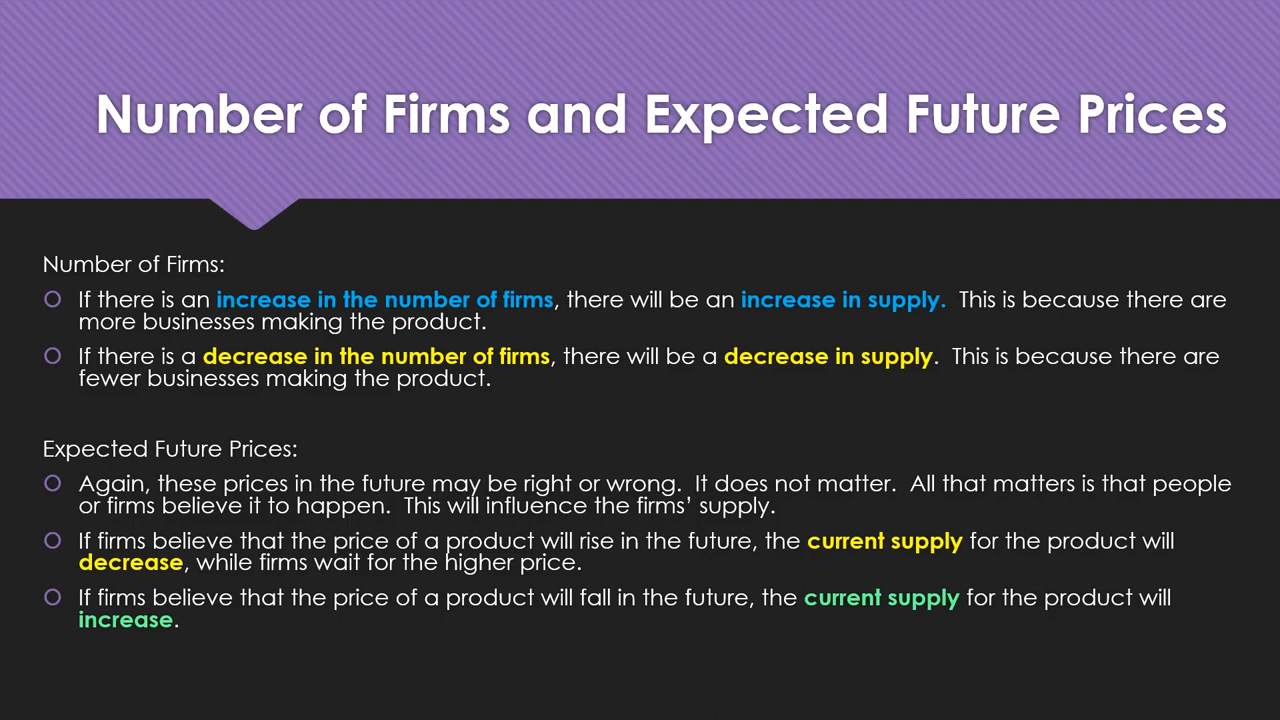 Number of Firms and Expected Future Prices
Number of Firms:
If there is an increase in the number of firms, there will be an increase in supply.  This is because there are
more businesses making the product.
If there is a decrease in the number of firms, there will be a decrease in supply.  This is because there are
fewer businesses making the product.
Expected Future Prices:
Again, these prices in the future may be right or wrong.  It does not matter.  All that matters is that people
or firms believe it to happen.  This will influence the firms’ supply.
If firms believe that the price of a product will rise in the future, the current supply for the product will
decrease, while firms wait for the higher price.
If firms believe that the price of a product will fall in the future, the current supply for the product will
increase.